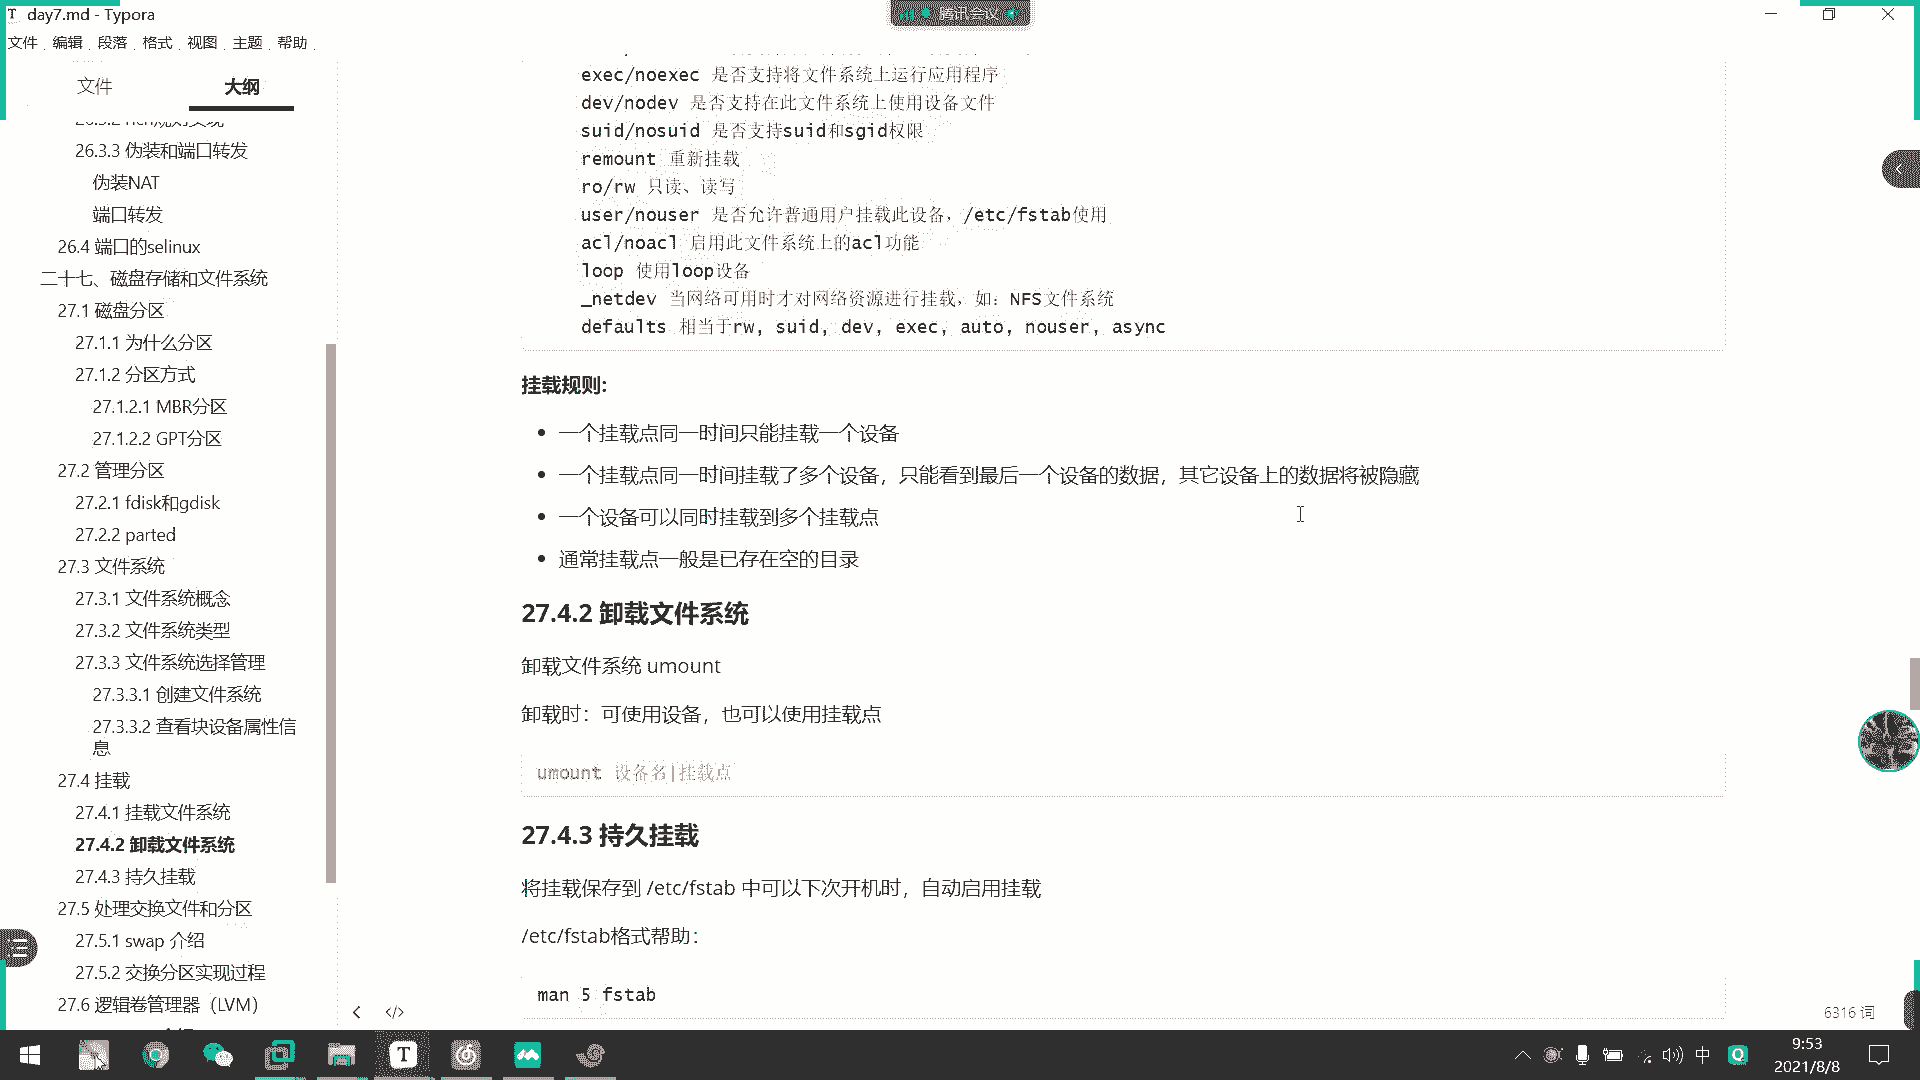 day7.md - Typora
腾讯会议
文件 编辑 段落 格式 视图 主题 帮助
文件 大纲
26.3.3 伪装和端口转发
伪装NAT
端口转发
26.4 端口的selinux
二十七、磁盘存储和文件系统
27.1 磁盘分区
27.1.1 为什么分区
27.1.2 分区方式
27.1.2.1 MBR分区
27.1.2.2 GPT分区
27.2 管理分区
27.2.1 fdisk和gdisk
27.2.2 parted
27.3 文件系统
27.3.1 文件系统概念
27.3.2 文件系统类型
27.3.3 文件系统选择管理
27.3.3.1 创建文件系统
27.3.3.2 查看块设备属性信
息
27.4 挂载
27.4.1 挂载文件系统
27.4.2 卸载文件系统
27.4.3 持久挂载
27.5 处理交换文件和分区
27.5.1 swap 介绍
27.5.2 交换分区实现过程
27.6 逻辑卷管理器（LVM）
exec/noexec 是否支持将文件系统上运行应用程序
dev/nodev 是否支持在此文件系统上使用设备文件
suid/nosuid 是否支持suid和sgid权限
remount 重新挂载
ro/rw 只读、读写
user/nouser 是否允许普通用户挂载此设备，/etc/fstab使用
acl/noacl 启用此文件系统上的acl功能
loop 使用loop设备
_netdev 当网络可用时才对网络资源进行挂载，如：NFS文件系统
defaults 相当于rw, suid, dev, exec, auto, nouser, async
挂载规则:
一个挂载点同一时间只能挂载一个设备
一个挂载点同一时间挂载了多个设备，只能看到最后一个设备的数据，其它设备上的数据将被隐藏
一个设备可以同时挂载到多个挂载点
通常挂载点一般是已存在空的目录
27.4.2 卸载文件系统
卸载文件系统 umount
卸载时：可使用设备，也可以使用挂载点
umount 设备名|挂载点
27.4.3 持久挂载
将挂载保存到 /etc/fstab 中可以下次开机时，自动启用挂载
/etc/fstab格式帮助：
man 5 fstab
6316 词
中
9:53
2021/8/8